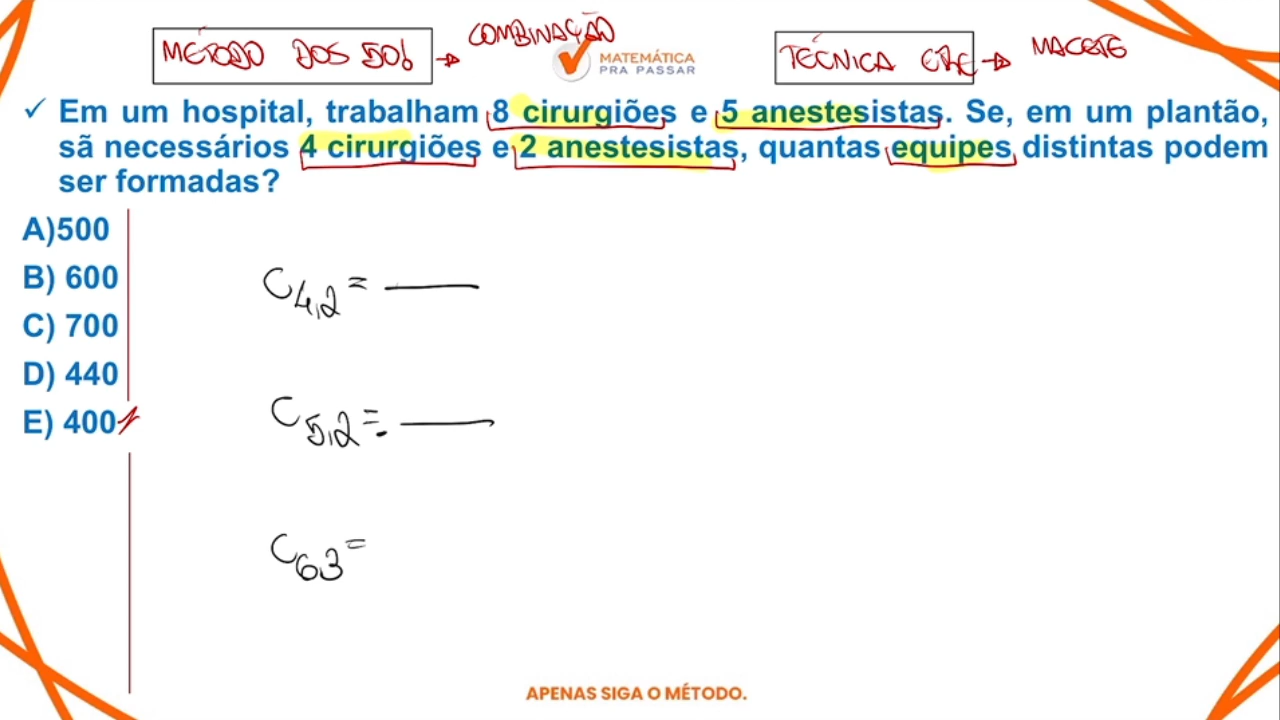 MÉTODO DOS 50! → COMBINAÇÃO
MATEMÁTICA
PRA PASSAR
TÉCNICA → MACETE
✓ Em um hospital, trabalham 8 cirurgiões e 5 anestesistas. Se, em um plantão,
sã necessários 4 cirurgiões e 2 anestesistas, quantas equipes distintas podem
ser formadas?
A)500
B) 600
C) 700
D) 440
E) 400
C4,2 =
C5,2 =
C63 =
APENAS SIGA O MÉTODO.